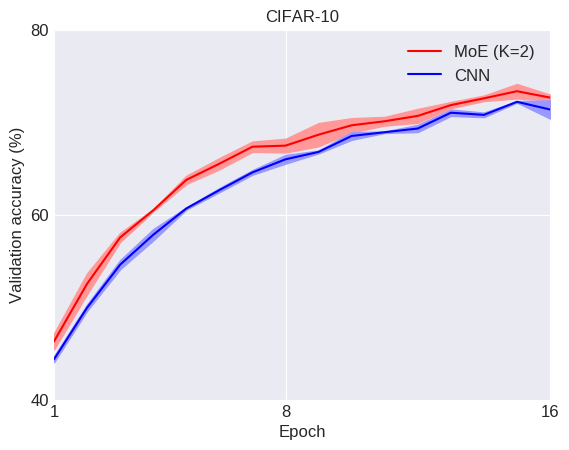 CIFAR-10
80
MoE (K=2)
CNN
Validation accuracy (%)
60
40
1
8
16
Epoch